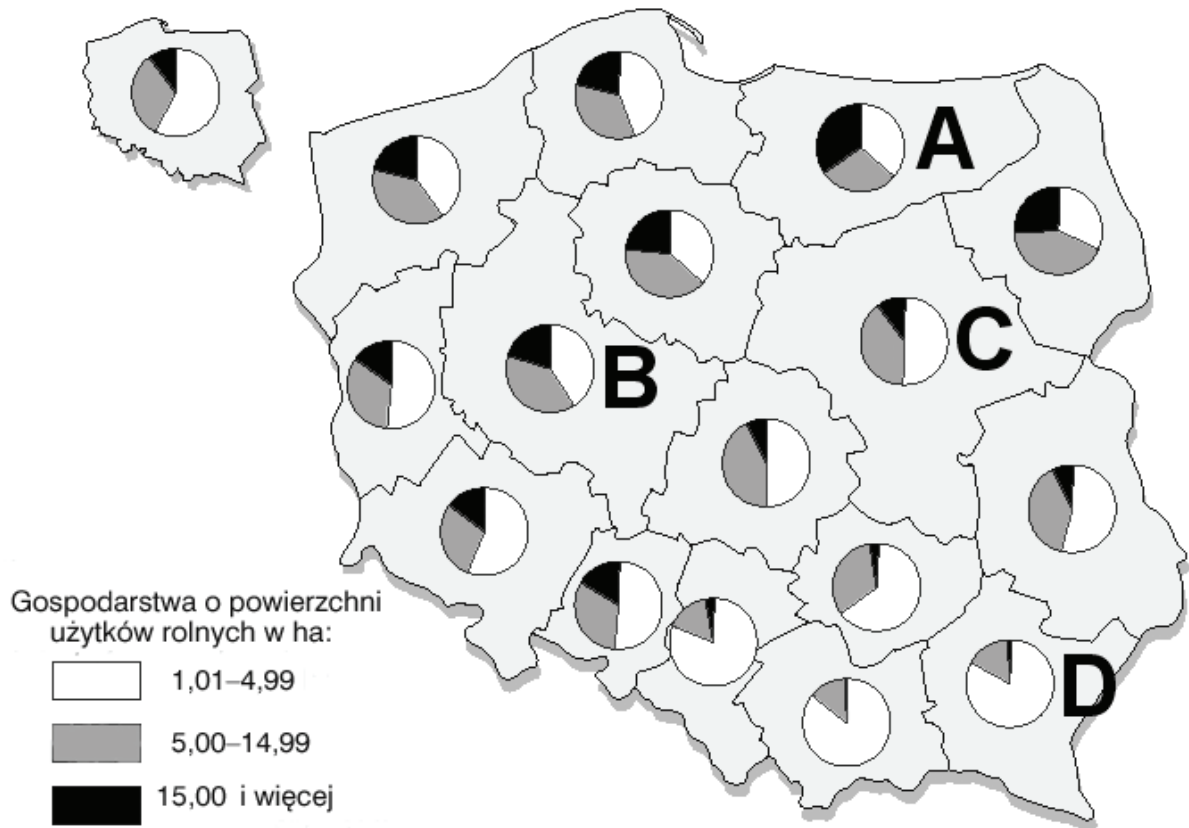 A
B
C
D
Gospodarstwa o powierzchni
użytków rolnych w ha:
1,01–4,99
5,00–14,99
15,00 i więcej